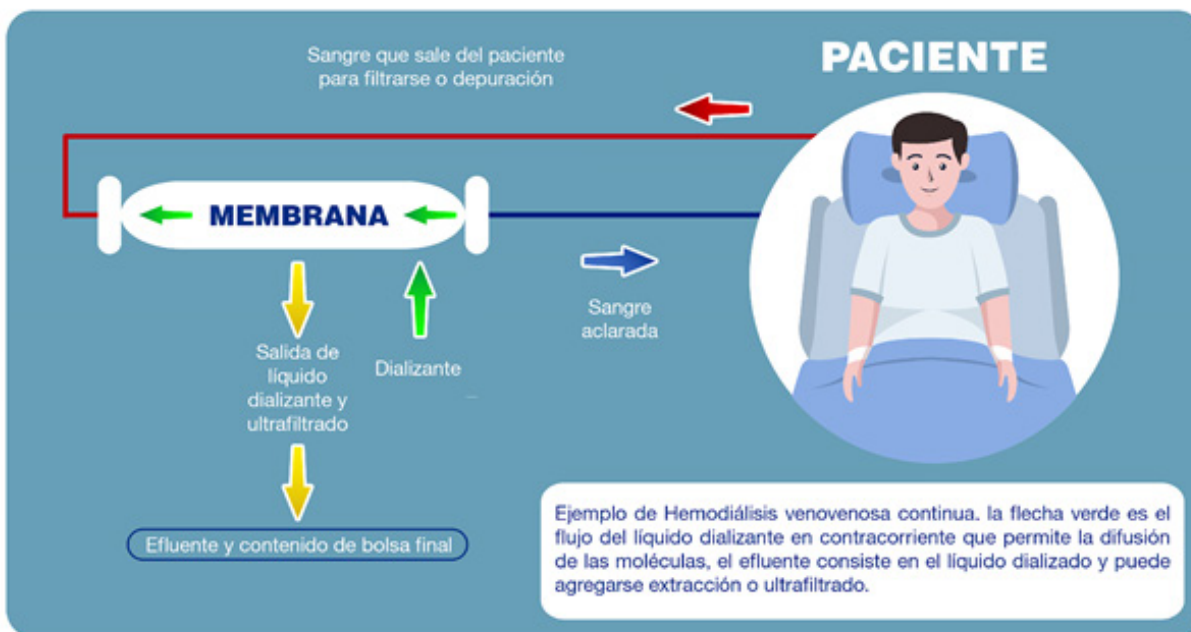 Sangre que sale del paciente
para filtrarse o depuración
PACIENTE
MEMBRANA
Sangre
aclarada
Salida de
líquido
dializante y
ultrafiltrado
Dializante
Efluente y contenido de bolsa final
Ejemplo de Hemodiálisis venovenosa continua. la flecha verde es el
flujo del líquido dializante en contracorriente que permite la difusión
de las moléculas, el efluente consiste en el líquido dializado y puede
agregarse extracción o ultrafiltrado.